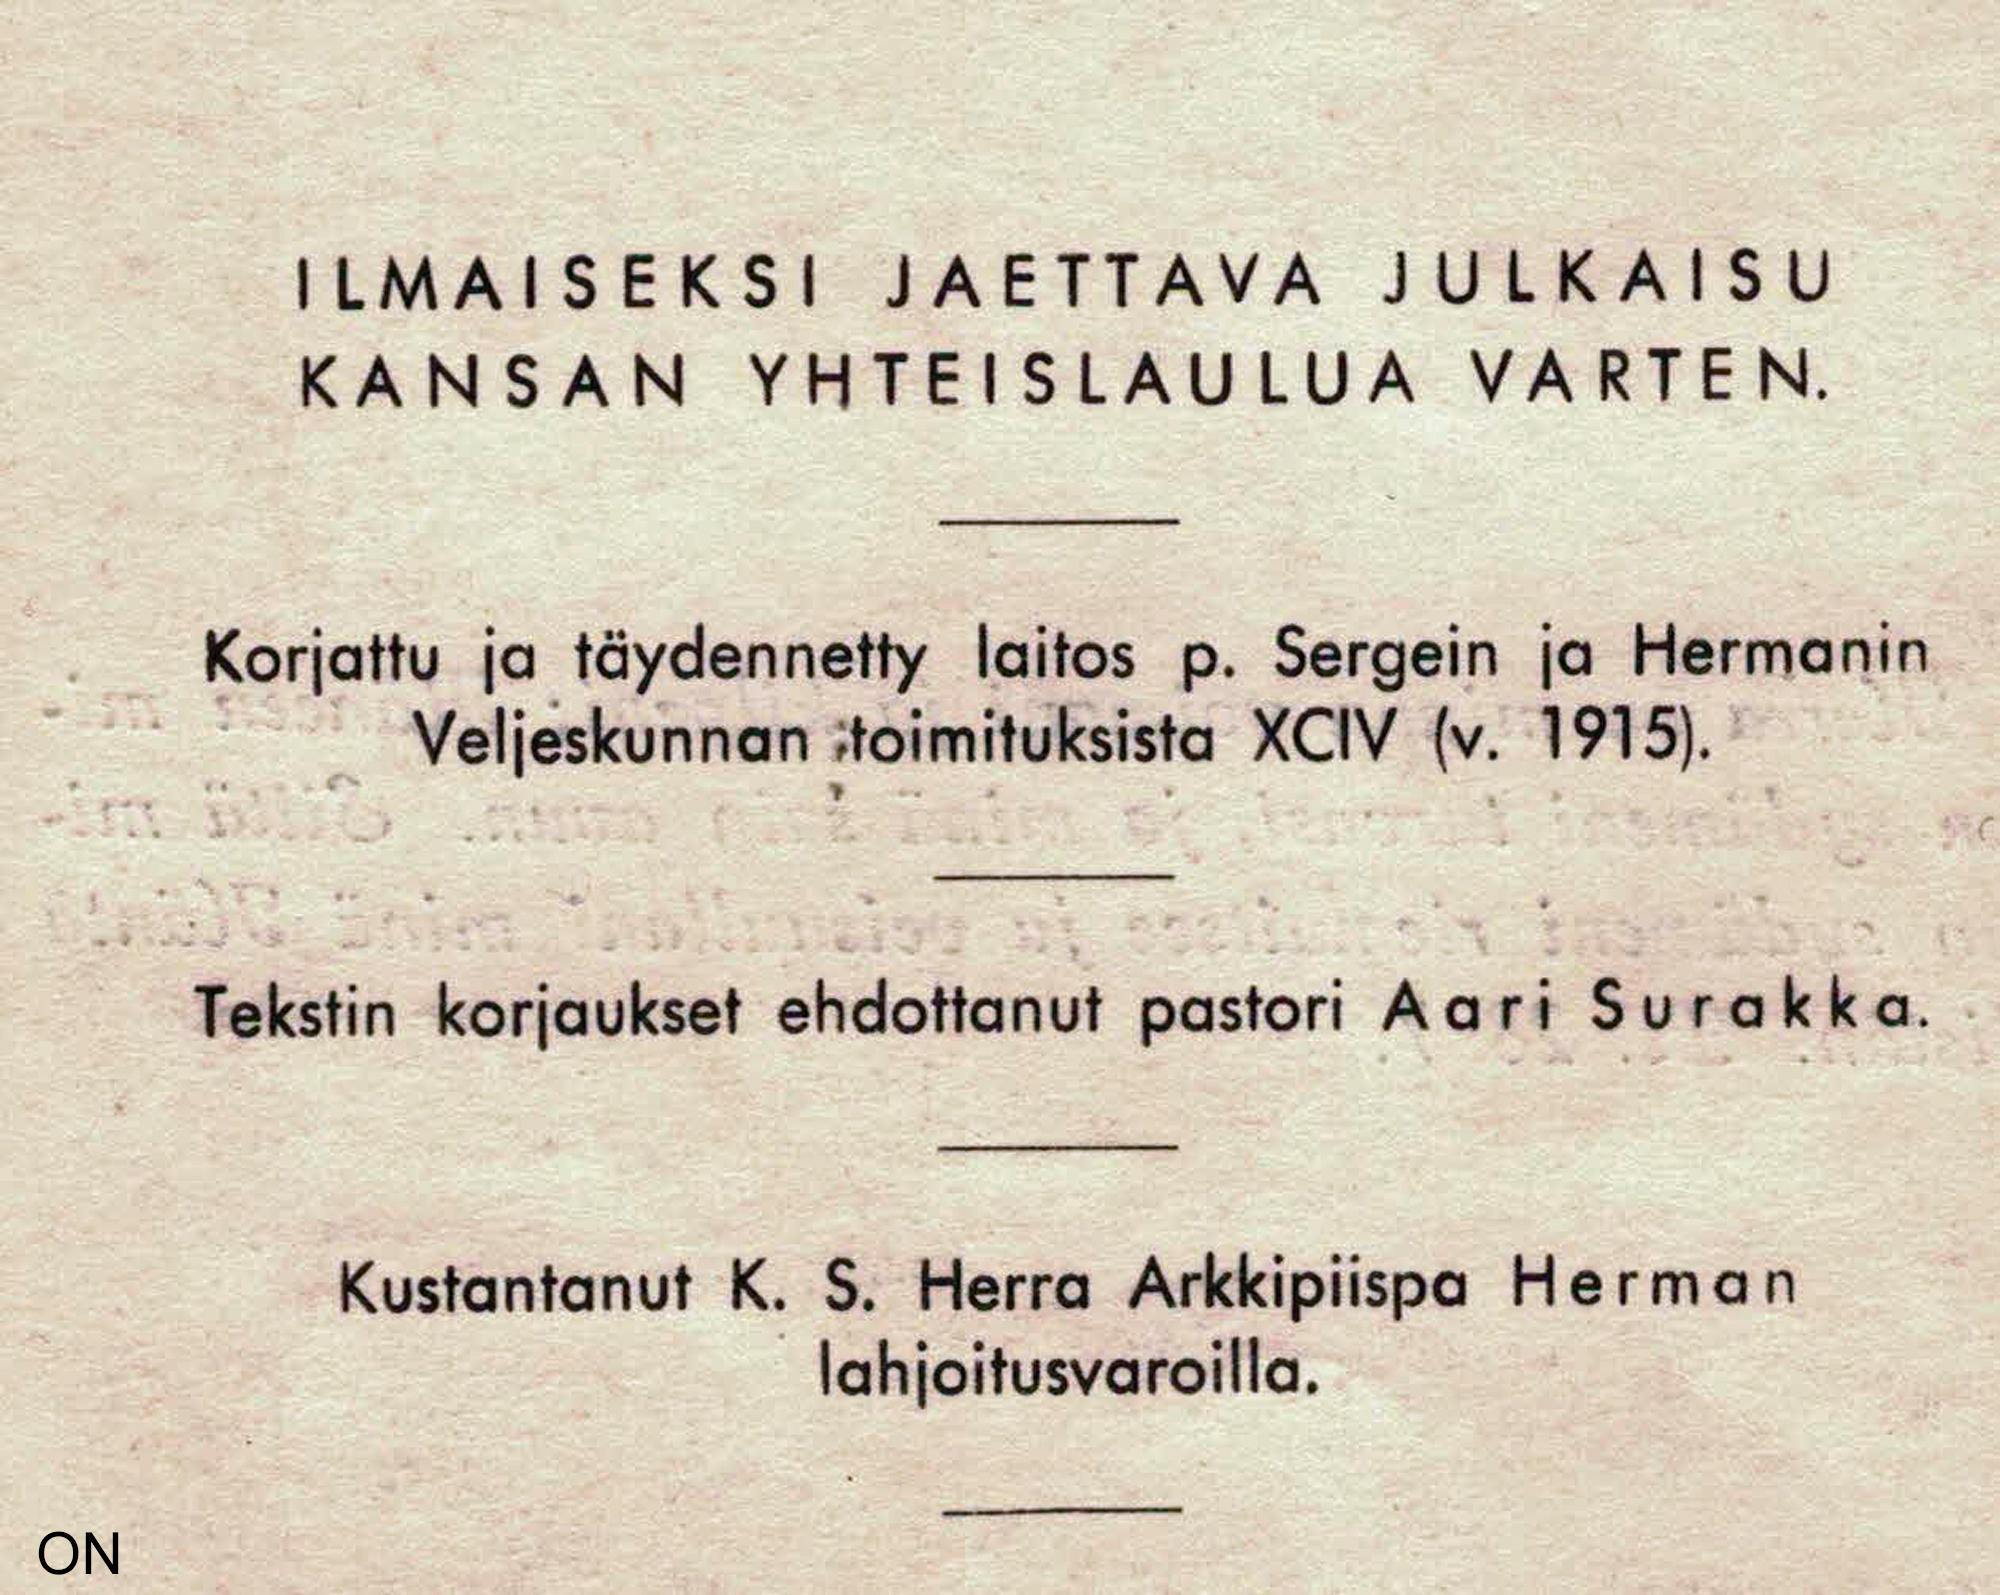 ILMAISEKSI JAETTAVA JULKAISU
KANSAN YHTEISLAULUA VARTEN.
Korjattu ja täydennetty laitos p. Sergein ja Hermanin
Veljeskunnan toimituksista XCIV (v. 1915).
Tekstin korjaukset ehdottanut pastori Aari Surakka.
Kustantanut K. S. Herra Arkkipiispa Herman
lahjoitusvaroilla.
ON